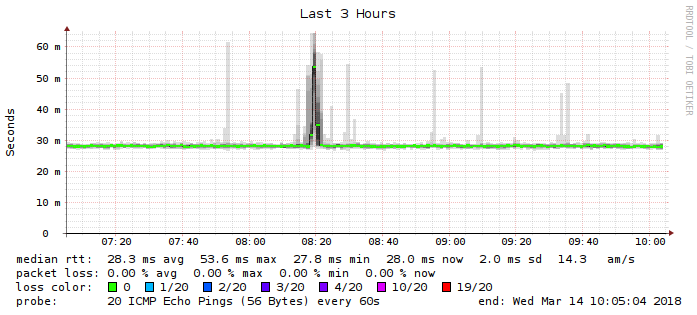 Last 3 Hours
RRDTOOL / TOBI OETIKER
Seconds
60 m
50 m
40 m
30 m
20 m
10 m
0
07:20 07:40 08:00 08:20 08:40 09:00 09:20 09:40 10:00
median rtt: 28.3 ms avg 53.6 ms max 27.8 ms min 28.0 ms now 2.0 ms sd 14.3 am/s
packet loss: 0.00 % avg 0.00 % max 0.00 % min 0.00 % now
loss color: 0 1/20 2/20 3/20 4/20 10/20 19/20
probe: 20 ICMP Echo Pings (56 Bytes) every 60s end: Wed Mar 14 10:05:04 2018